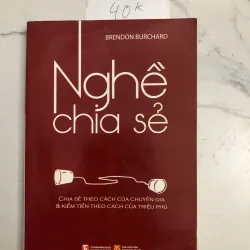 40k
BRENDON BURCHARD
Nghề
chia sẻ
CHIA SẺ THEO CÁCH CỦA CHUYÊN GIA
& KIẾM TIỀN THEO CÁCH CỦA TRIỆU PHÚ